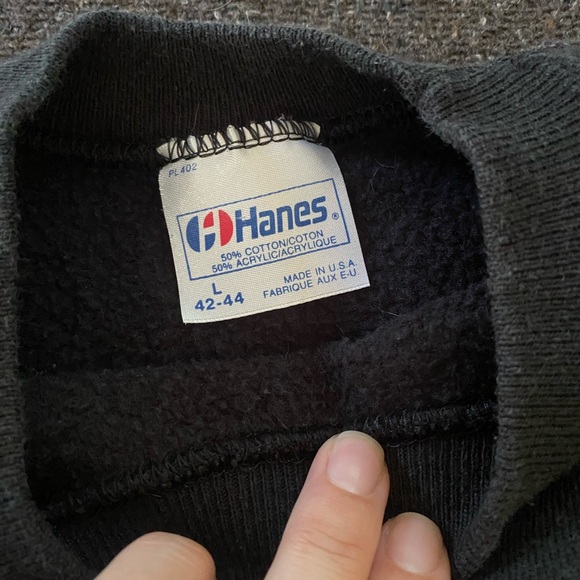 PL402
Hanes®
50% COTTON/COTON
50% ACRYLIC/ACRYLIQUE
L
42-44
MADE IN U.S.A.
FABRIQUE AUX E-U.